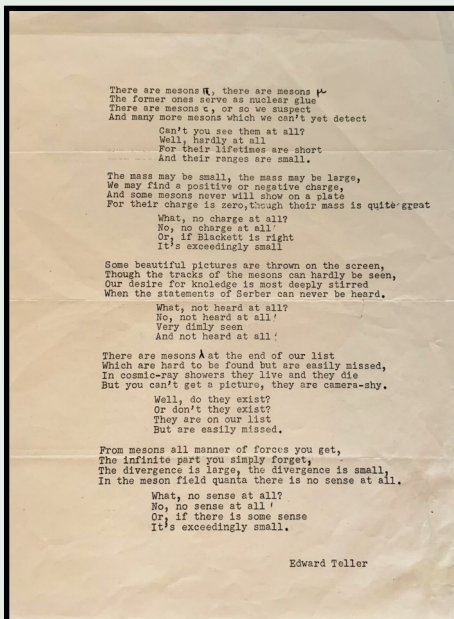 There are mesons π, there are mesons μ
The former ones serve as nuclear glue
There are mesons τ, or so we suspect
And many more mesons which we can't yet detect
Can't you see them at all?
Well, hardly at all
For their lifetimes are short
And their ranges are small.
The mass may be small, the mass may be large,
We may find a positive or negative charge,
And some mesons never will show on a plate
For their charge is zero,though their mass is quite great
What, no charge at all?
No, no charge at all!
Or, if Blackett is right
It's exceedingly small
Some beautiful pictures are thrown on the screen,
Though the tracks of the mesons can hardly be seen,
Our desire for knoledge is most deeply stirred
When the statements of Serber can never be heard.
What, not heard at all?
No, not heard at all!
Very dimly seen
And not heard at all!
There are mesons λ at the end of our list
Which are hard to be found but are easily missed,
In cosmic-ray showers they live and they die
But you can't get a picture, they are camera-shy.
Well, do they exist?
Or don't they exist?
They are on our list
But are easily missed.
From mesons all manner of forces you get,
The infinite part you simply forget,
The divergence is large, the divergence is small,
In the meson field quanta there is no sense at all.
What, no sense at all?
No, no sense at all!
Or, if there is some sense
It's exceedingly small.
Edward Teller